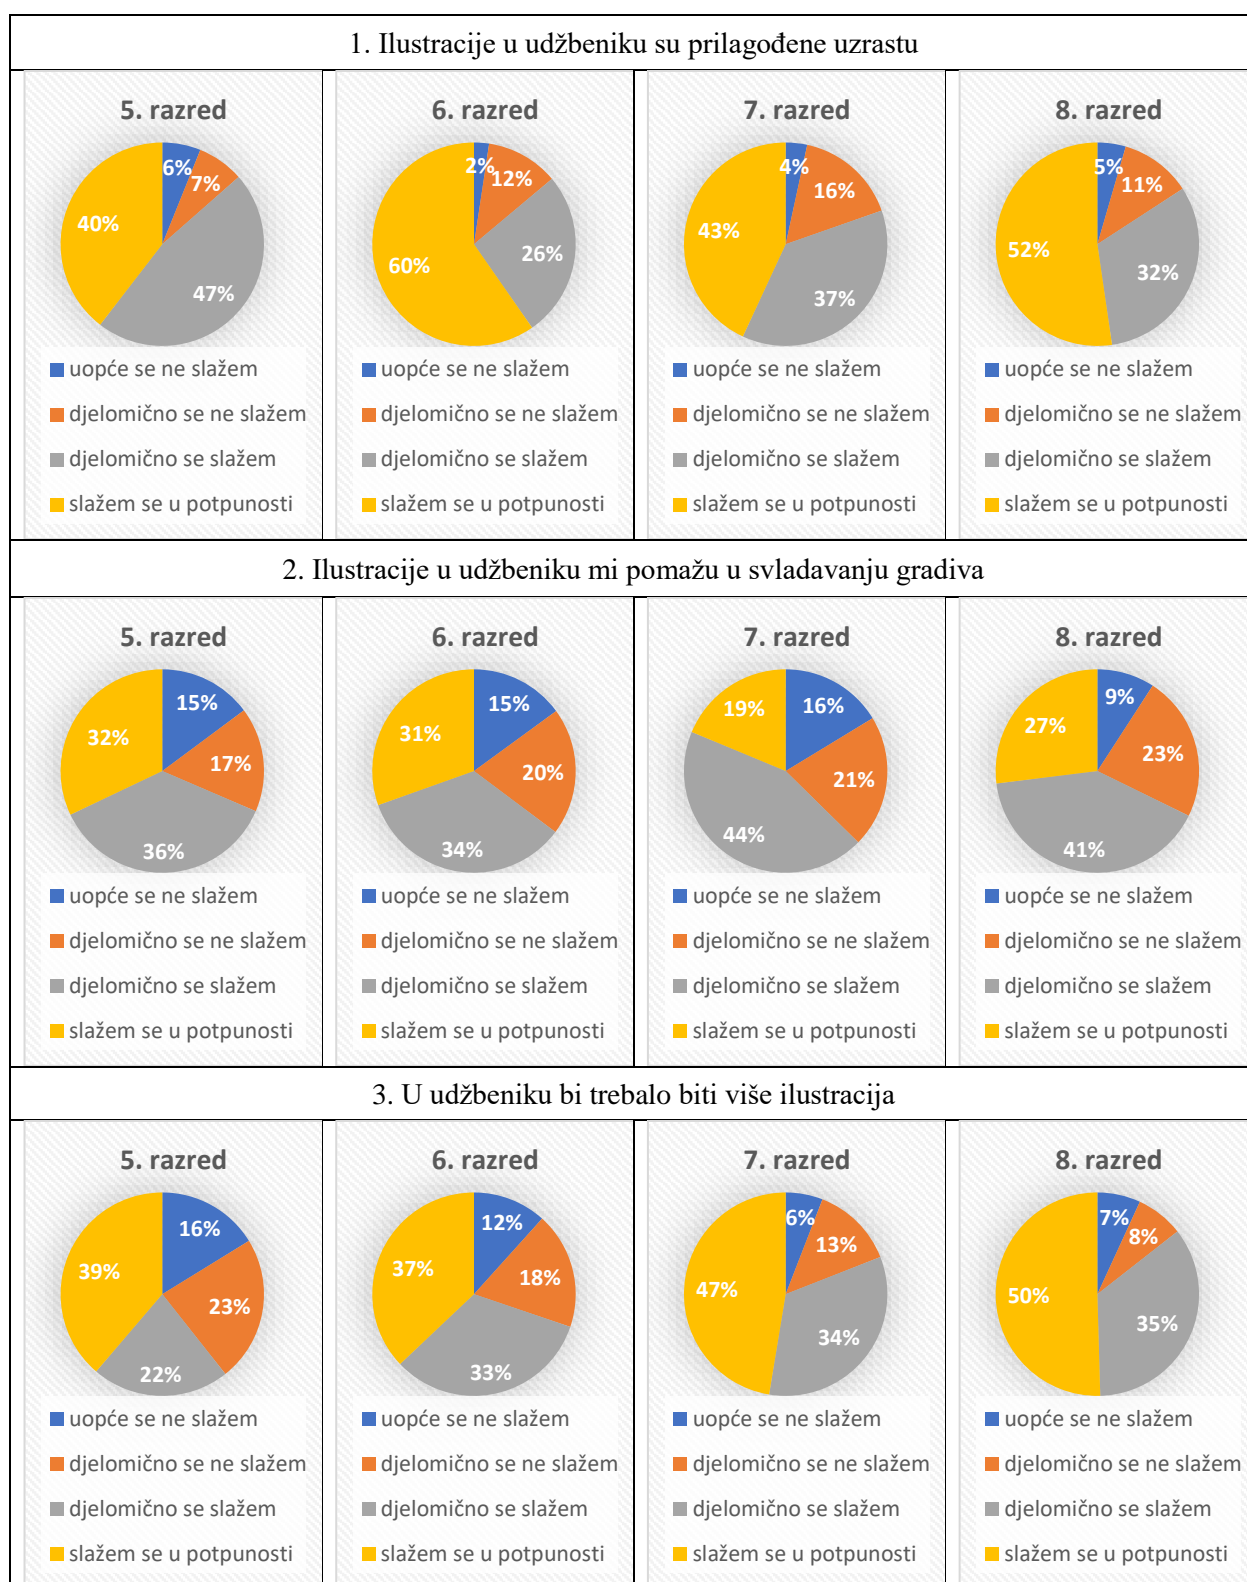 1. Ilustracije u udžbeniku su prilagođene uzrastu
5. razred
6%
7%
47%
40%
uopće se ne slažem
djelomično se ne slažem
djelomično se slažem
slažem se u potpunosti
6. razred
2%
12%
26%
60%
uopće se ne slažem
djelomično se ne slažem
djelomično se slažem
slažem se u potpunosti
7. razred
4%
16%
37%
43%
uopće se ne slažem
djelomično se ne slažem
djelomično se slažem
slažem se u potpunosti
8. razred
5%
11%
32%
52%
uopće se ne slažem
djelomično se ne slažem
djelomično se slažem
slažem se u potpunosti
2. Ilustracije u udžbeniku mi pomažu u svladavanju gradiva
5. razred
15%
17%
36%
32%
uopće se ne slažem
djelomično se ne slažem
djelomično se slažem
slažem se u potpunosti
6. razred
15%
20%
34%
31%
uopće se ne slažem
djelomično se ne slažem
djelomično se slažem
slažem se u potpunosti
7. razred
16%
21%
44%
19%
uopće se ne slažem
djelomično se ne slažem
djelomično se slažem
slažem se u potpunosti
8. razred
9%
23%
41%
27%
uopće se ne slažem
djelomično se ne slažem
djelomično se slažem
slažem se u potpunosti
3. U udžbeniku bi trebalo biti više ilustracija
5. razred
16%
23%
22%
39%
uopće se ne slažem
djelomično se ne slažem
djelomično se slažem
slažem se u potpunosti
6. razred
12%
18%
33%
37%
uopće se ne slažem
djelomično se ne slažem
djelomično se slažem
slažem se u potpunosti
7. razred
6%
13%
34%
47%
uopće se ne slažem
djelomično se ne slažem
djelomično se slažem
slažem se u potpunosti
8. razred
7%
8%
35%
50%
uopće se ne slažem
djelomično se ne slažem
djelomično se slažem
slažem se u potpunosti